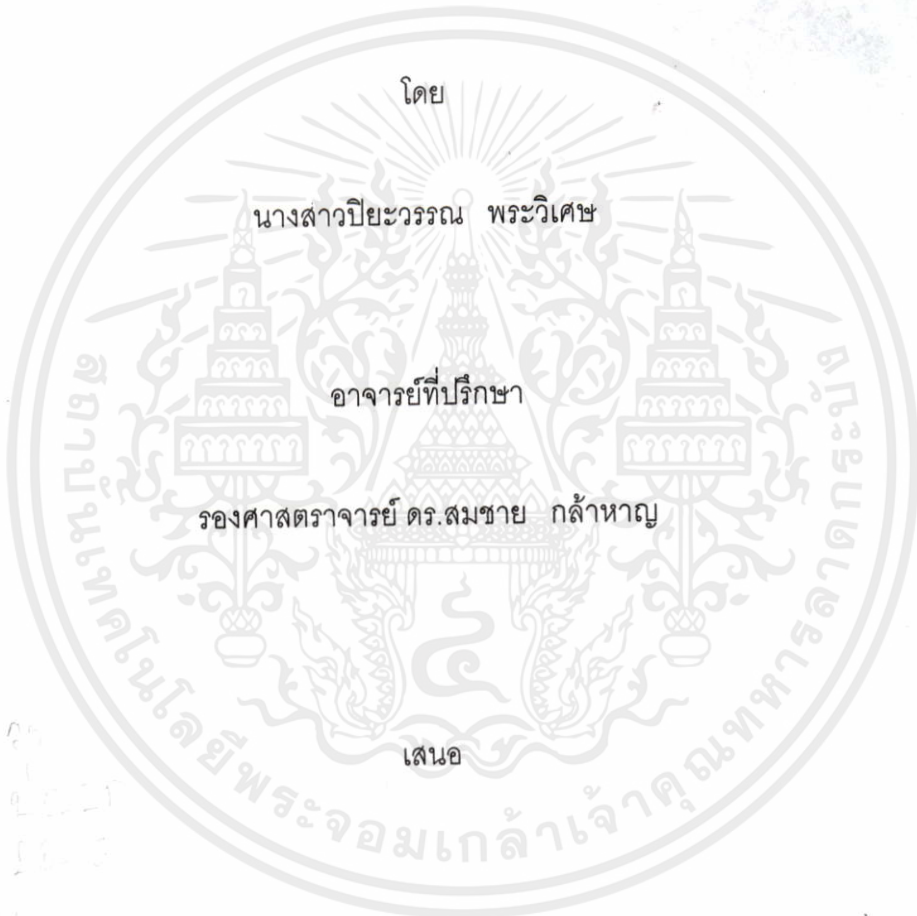 โดย
นางสาวปิยะวรรณ พระวิเศษ
อาจารย์ที่ปรึกษา
รองศาสตราจารย์ ดร.สมชาย กล้าหาญ
เสนอ
สถาบันเทคโนโลยีพระจอมเกล้าเจ้าคุณทหารลาดกระบัง